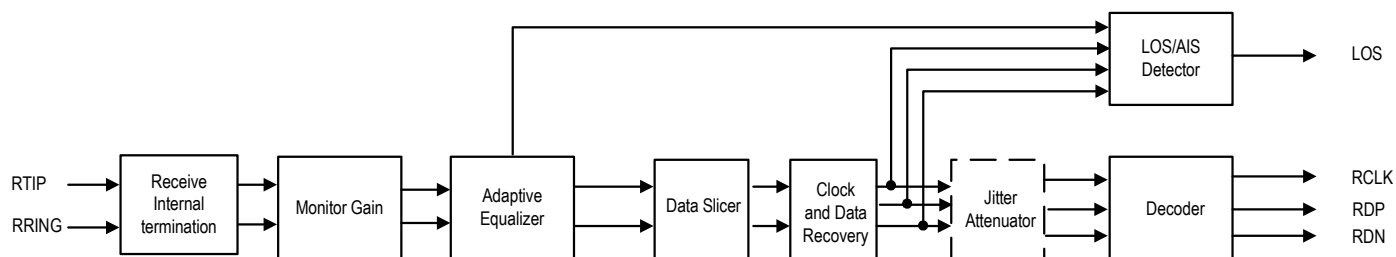 LOS/AIS
Detector
LOS
RTIP
RRING
Receive
Internal
termination
Monitor Gain
Adaptive
Equalizer
Data Slicer
Clock
and Data
Recovery
Jitter
Attenuator
Decoder
RCLK
RDP
RDN